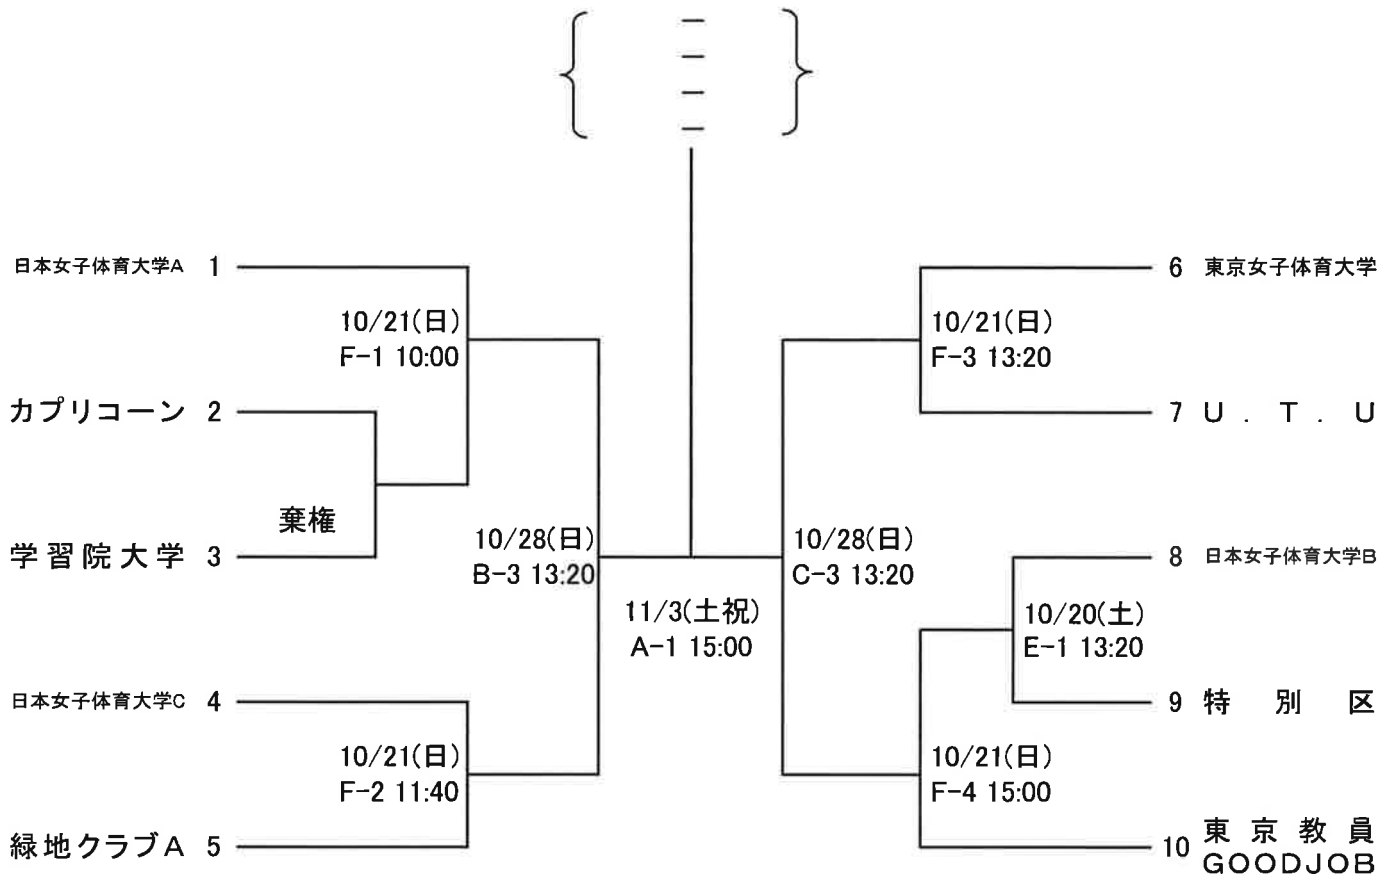 日本女子体育大学A 1
10/21(日)
F-1 10:00
カプリコーン 2
棄権
学習院大学 3
10/28(日)
B-3 13:20
日本女子体育大学C 4
10/21(日)
F-2 11:40
緑地クラブA 5
11/3(土祝)
A-1 15:00
6 東京女子体育大学
10/21(日)
F-3 13:20
7 U.T.U
10/28(日)
C-3 13:20
8 日本女子体育大学B
10/20(土)
E-1 13:20
9 特別区
10/21(日)
F-4 15:00
10 東京教員
GOODJOB